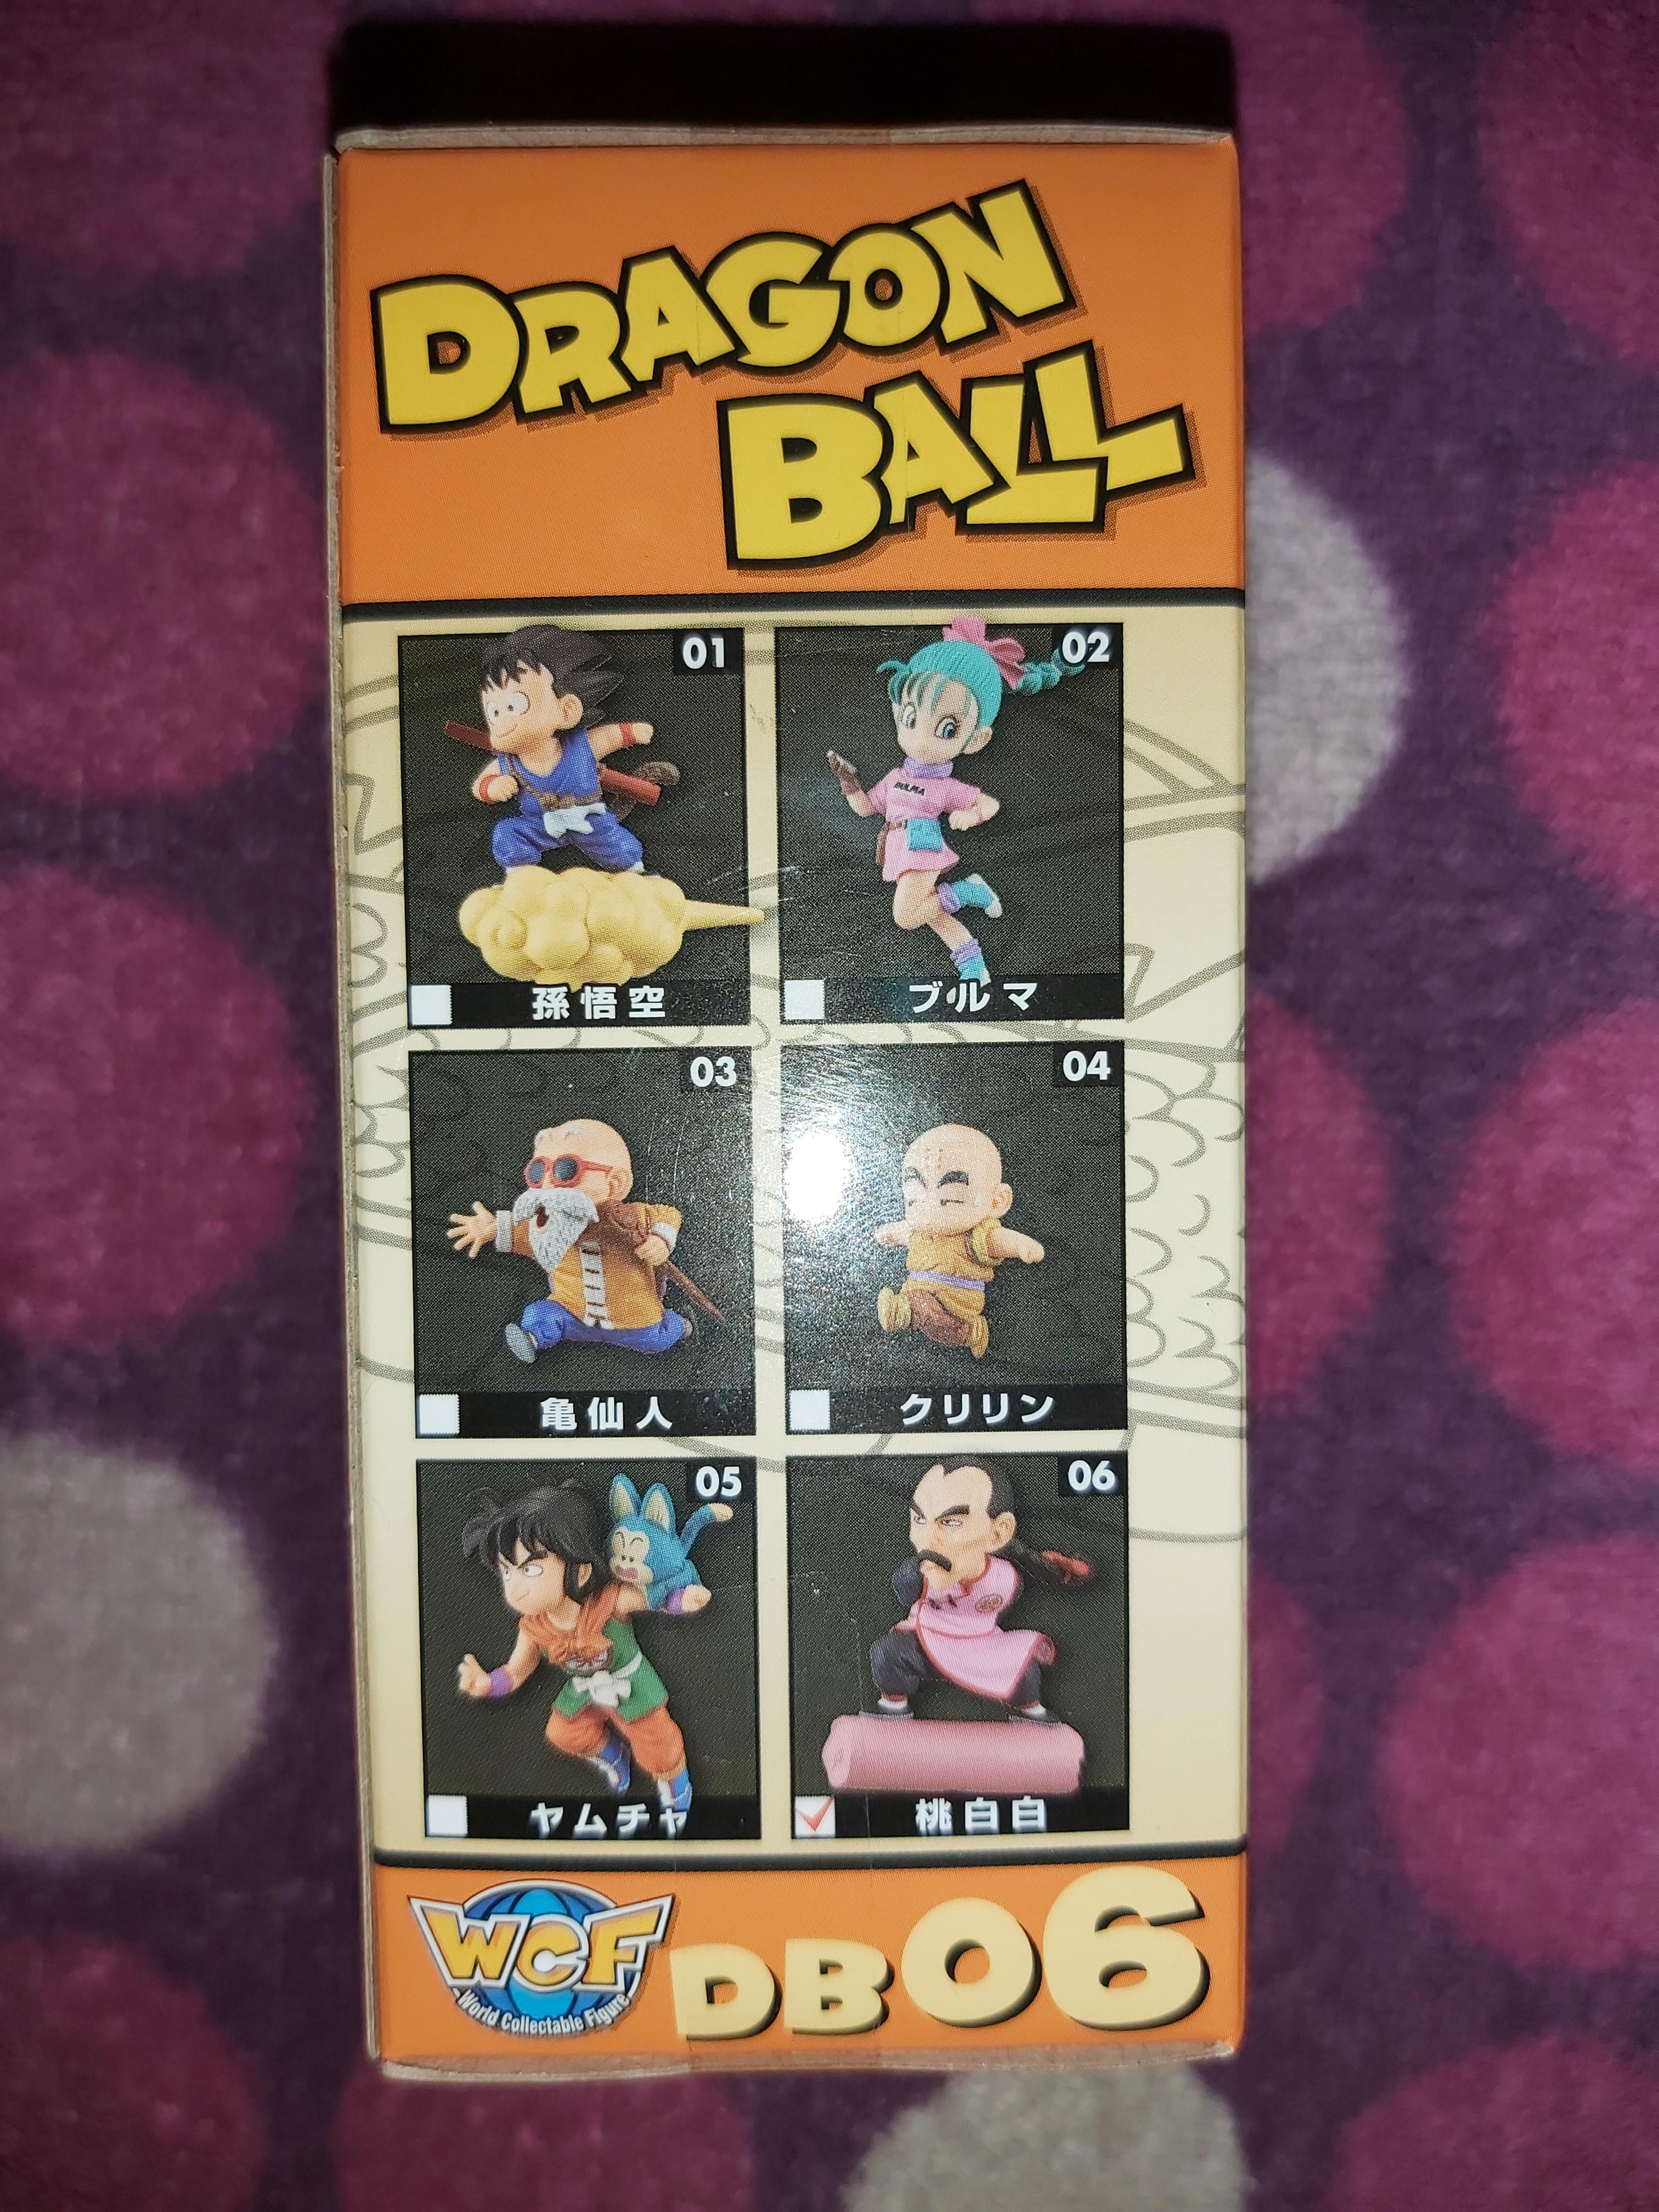 DRAGON
BALL
01
02
BULMA
孫悟空
ブルマ
03
04
亀仙人
クリリン
05
06
ヤムチャ
桃白白
WCF
World Collectable Figure
DB06